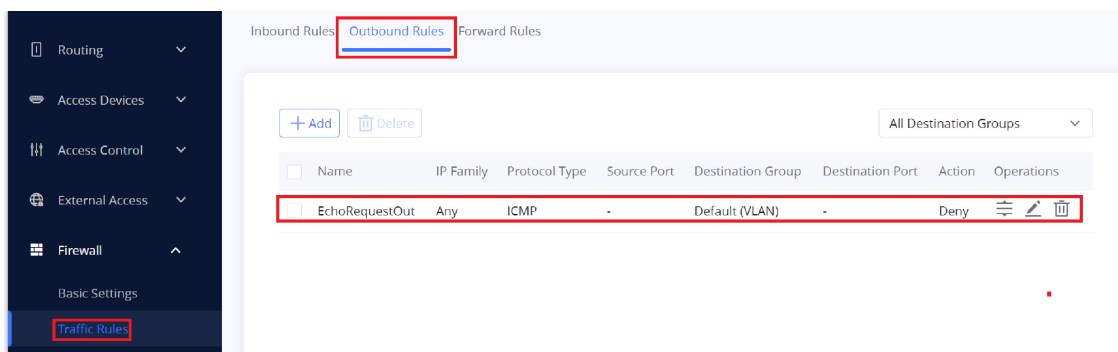 Inbound Rules Outbound Rules Forward Rules
Routing
Access Devices
Access Control
External Access
Firewall
Basic Settings
Traffic Rules
Add Delete All Destination Groups
Name IP Family Protocol Type Source Port Destination Group Destination Port Action Operations
EchoRequestOut Any ICMP - Default (VLAN) - Deny